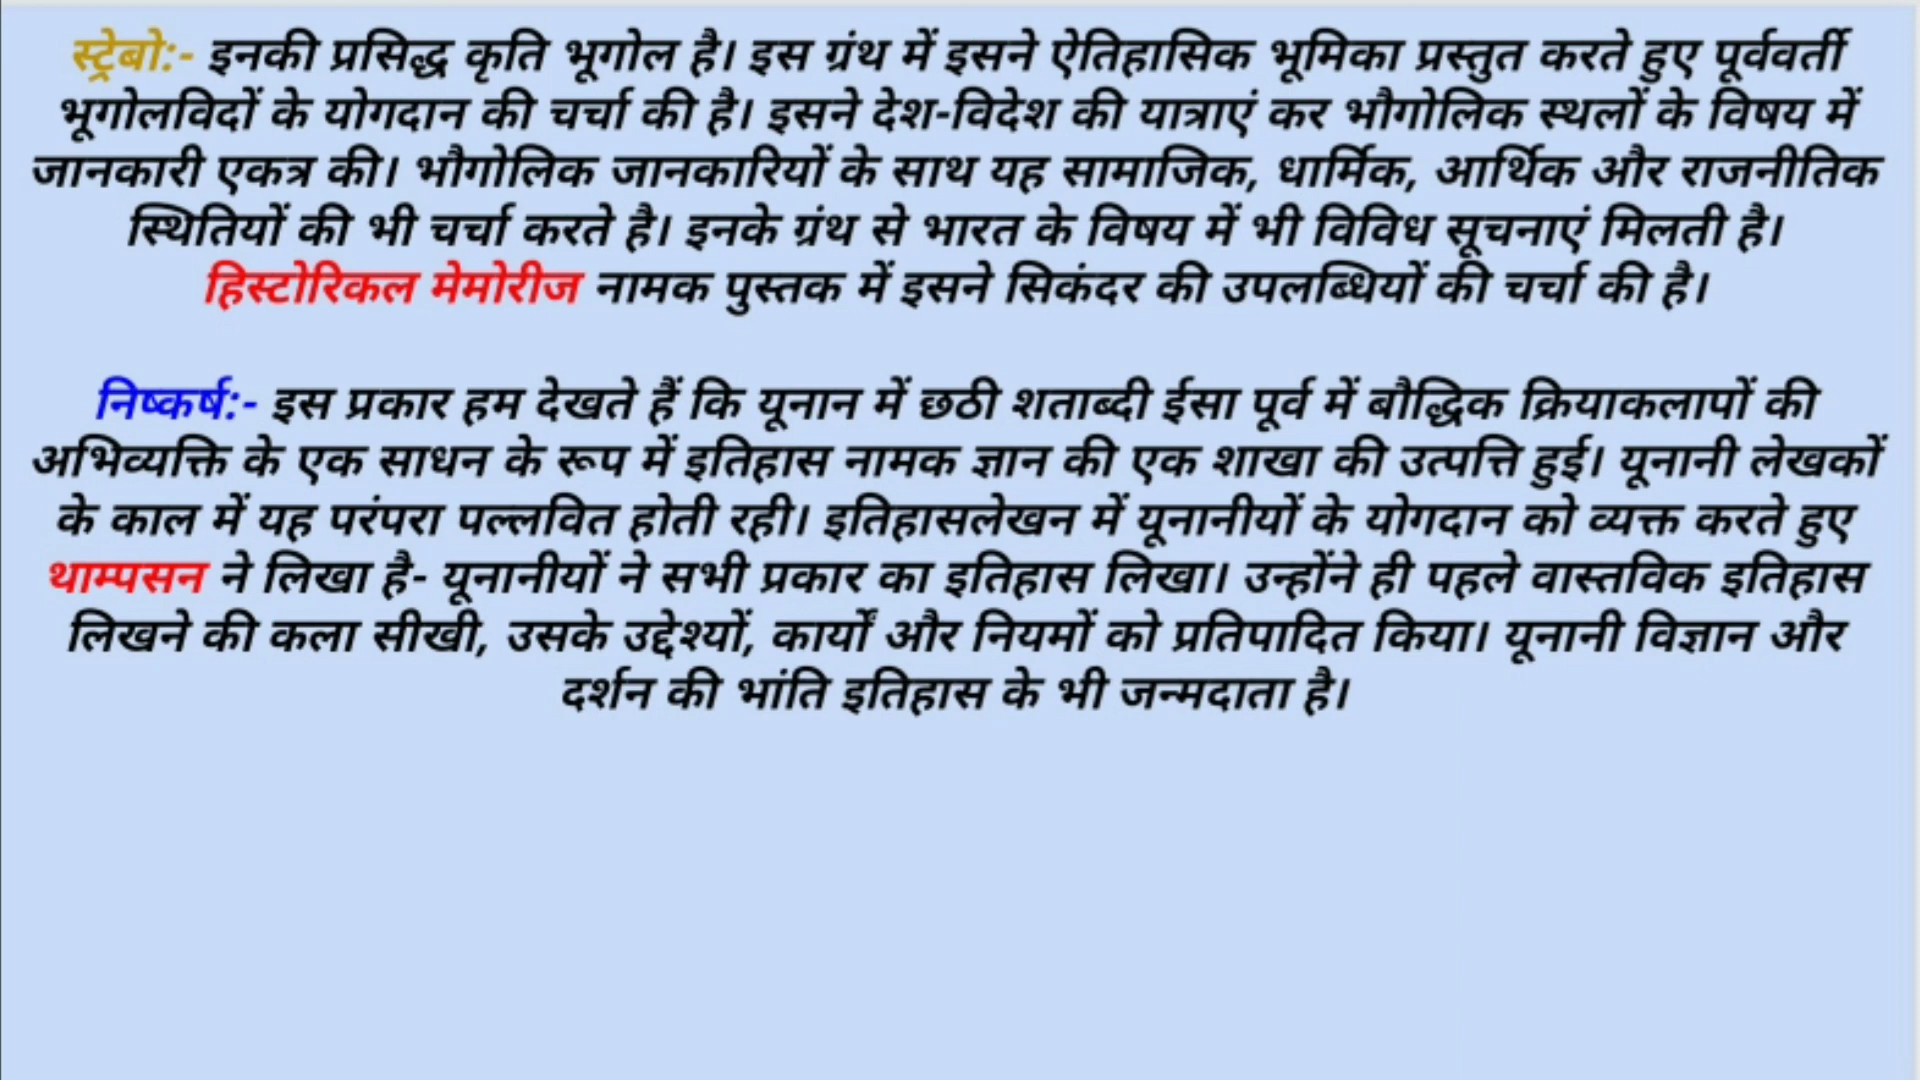 स्ट्रेबो:- इनकी प्रसिद्ध कृति भूगोल है। इस ग्रंथ में इसने ऐतिहासिक भूमिका प्रस्तुत करते हुए पूर्ववर्ती
भूगोलविदों के योगदान की चर्चा की है। इसने देश-विदेश की यात्राएं कर भौगोलिक स्थलों के विषय में
जानकारी एकत्र की। भौगोलिक जानकारियों के साथ यह सामाजिक, धार्मिक, आर्थिक और राजनीतिक
स्थितियों की भी चर्चा करते है। इनके ग्रंथ से भारत के विषय में भी विविध सूचनाएं मिलती है।
हिस्टोरिकल मेमोरीज नामक पुस्तक में इसने सिकंदर की उपलब्धियों की चर्चा की है।
निष्कर्ष:- इस प्रकार हम देखते हैं कि यूनान में छठी शताब्दी ईसा पूर्व में बौद्धिक क्रियाकलापों की
अभिव्यक्ति के एक साधन के रूप में इतिहास नामक ज्ञान की एक शाखा की उत्पत्ति हुई। यूनानी लेखकों
के काल में यह परंपरा पल्लवित होती रही। इतिहासलेखन में यूनानीयों के योगदान को व्यक्त करते हुए
थाम्पसन ने लिखा है- यूनानीयों ने सभी प्रकार का इतिहास लिखा। उन्होंने ही पहले वास्तविक इतिहास
लिखने की कला सीखी, उसके उद्देश्यों, कार्यों और नियमों को प्रतिपादित किया। यूनानी विज्ञान और
दर्शन की भांति इतिहास के भी जन्मदाता है।